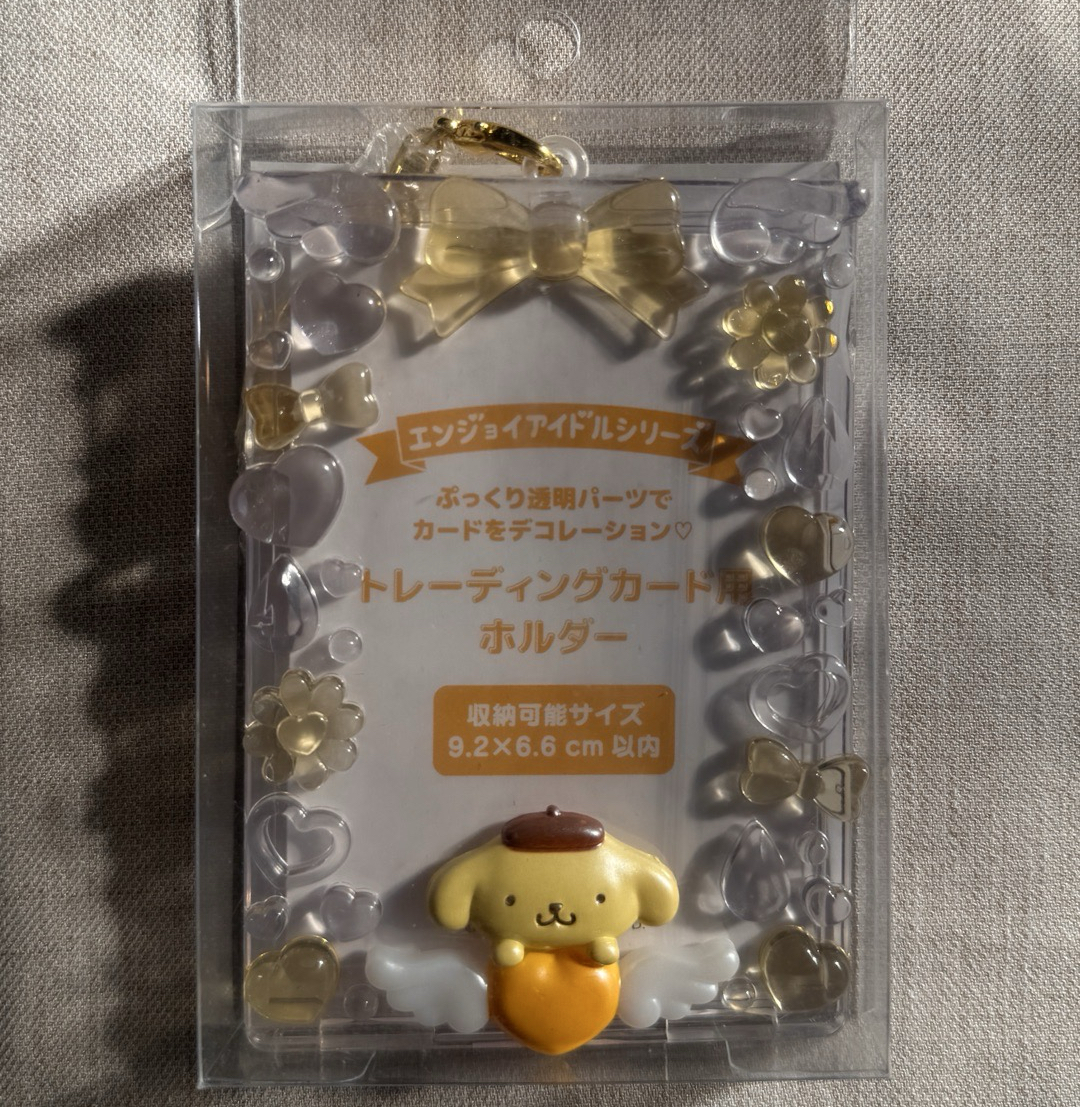 エンジョイアイドルシリーズ
ぷっくり透明パーツで
カードをデコレーション♡
トレーディングカード用
ホルダー
収納可能サイズ
9.2×6.6 cm 以内